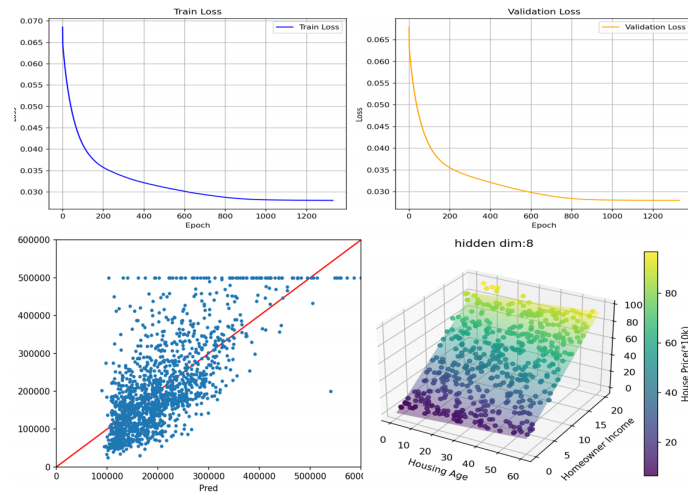 Train Loss
Train Loss
0.070
0.065
0.060
0.055
0.050
0.045
0.040
0.035
0.030
0 200 400 600 800 1000 1200
Epoch
Validation Loss
Validation Loss
Loss
0.065
0.060
0.055
0.050
0.045
0.040
0.035
0.030
0 200 400 600 800 1000 1200
Epoch
600000
500000
400000
300000
200000
100000
0
0 100000 200000 300000 400000 500000 6000
Pred
hidden dim:8
100
80
60
40
20
0
0 10 20 30 40 50 60
Housing Age
0 5 10 15 20
Homeowner Income
80
60
40
20
House Price(*10k)